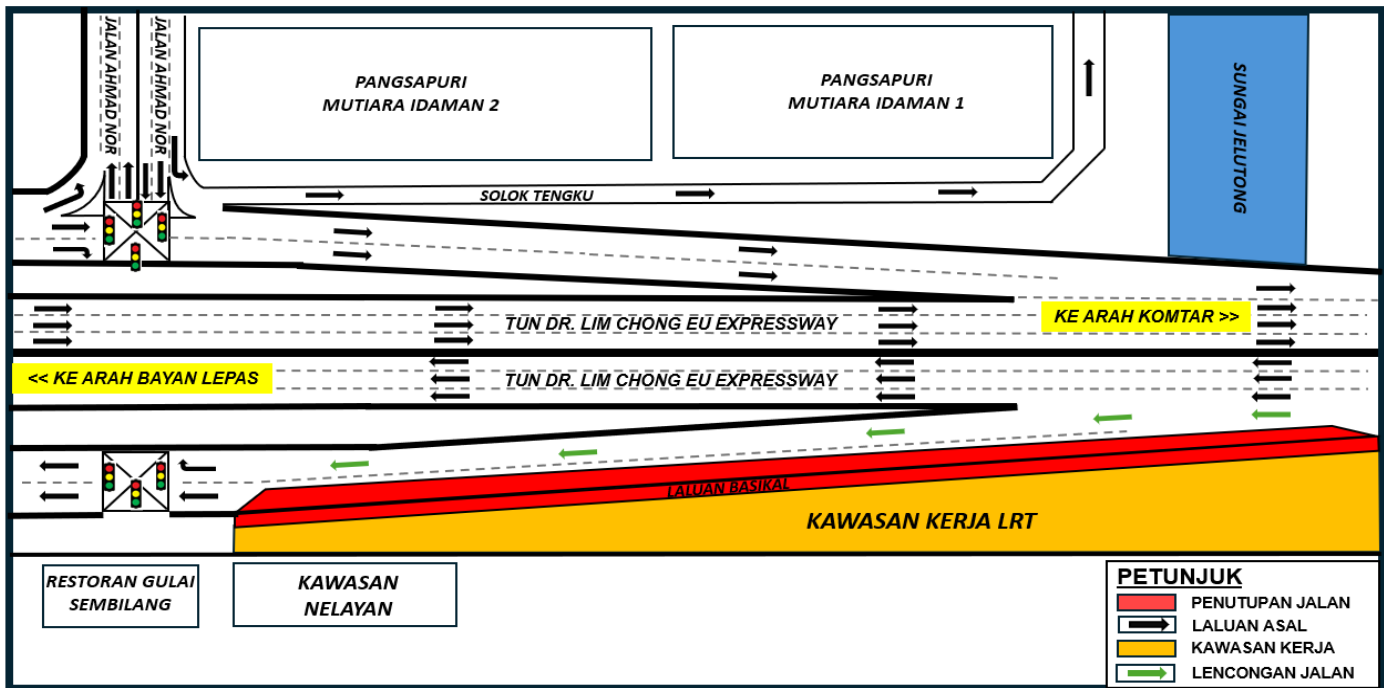 JALAN AHMAD NOR
JALAN AHMAD NOR
PANGSAPURI
MUTIARA IDAMAN 2
PANGSAPURI
MUTIARA IDAMAN 1
SUNGAI JELUTONG
SOLOK TENGKU
TUN DR. LIM CHONG EU EXPRESSWAY
KE ARAH KOMTAR >>
<< KE ARAH BAYAN LEPAS
TUN DR. LIM CHONG EU EXPRESSWAY
LALUAN BASIKAL
KAWASAN KERJA LRT
RESTORAN GULAI
SEMBILANG
KAWASAN
NELAYAN
PETUNJUK
PENUTUPAN JALAN
LALUAN ASAL
KAWASAN KERJA
LENCONGAN JALAN